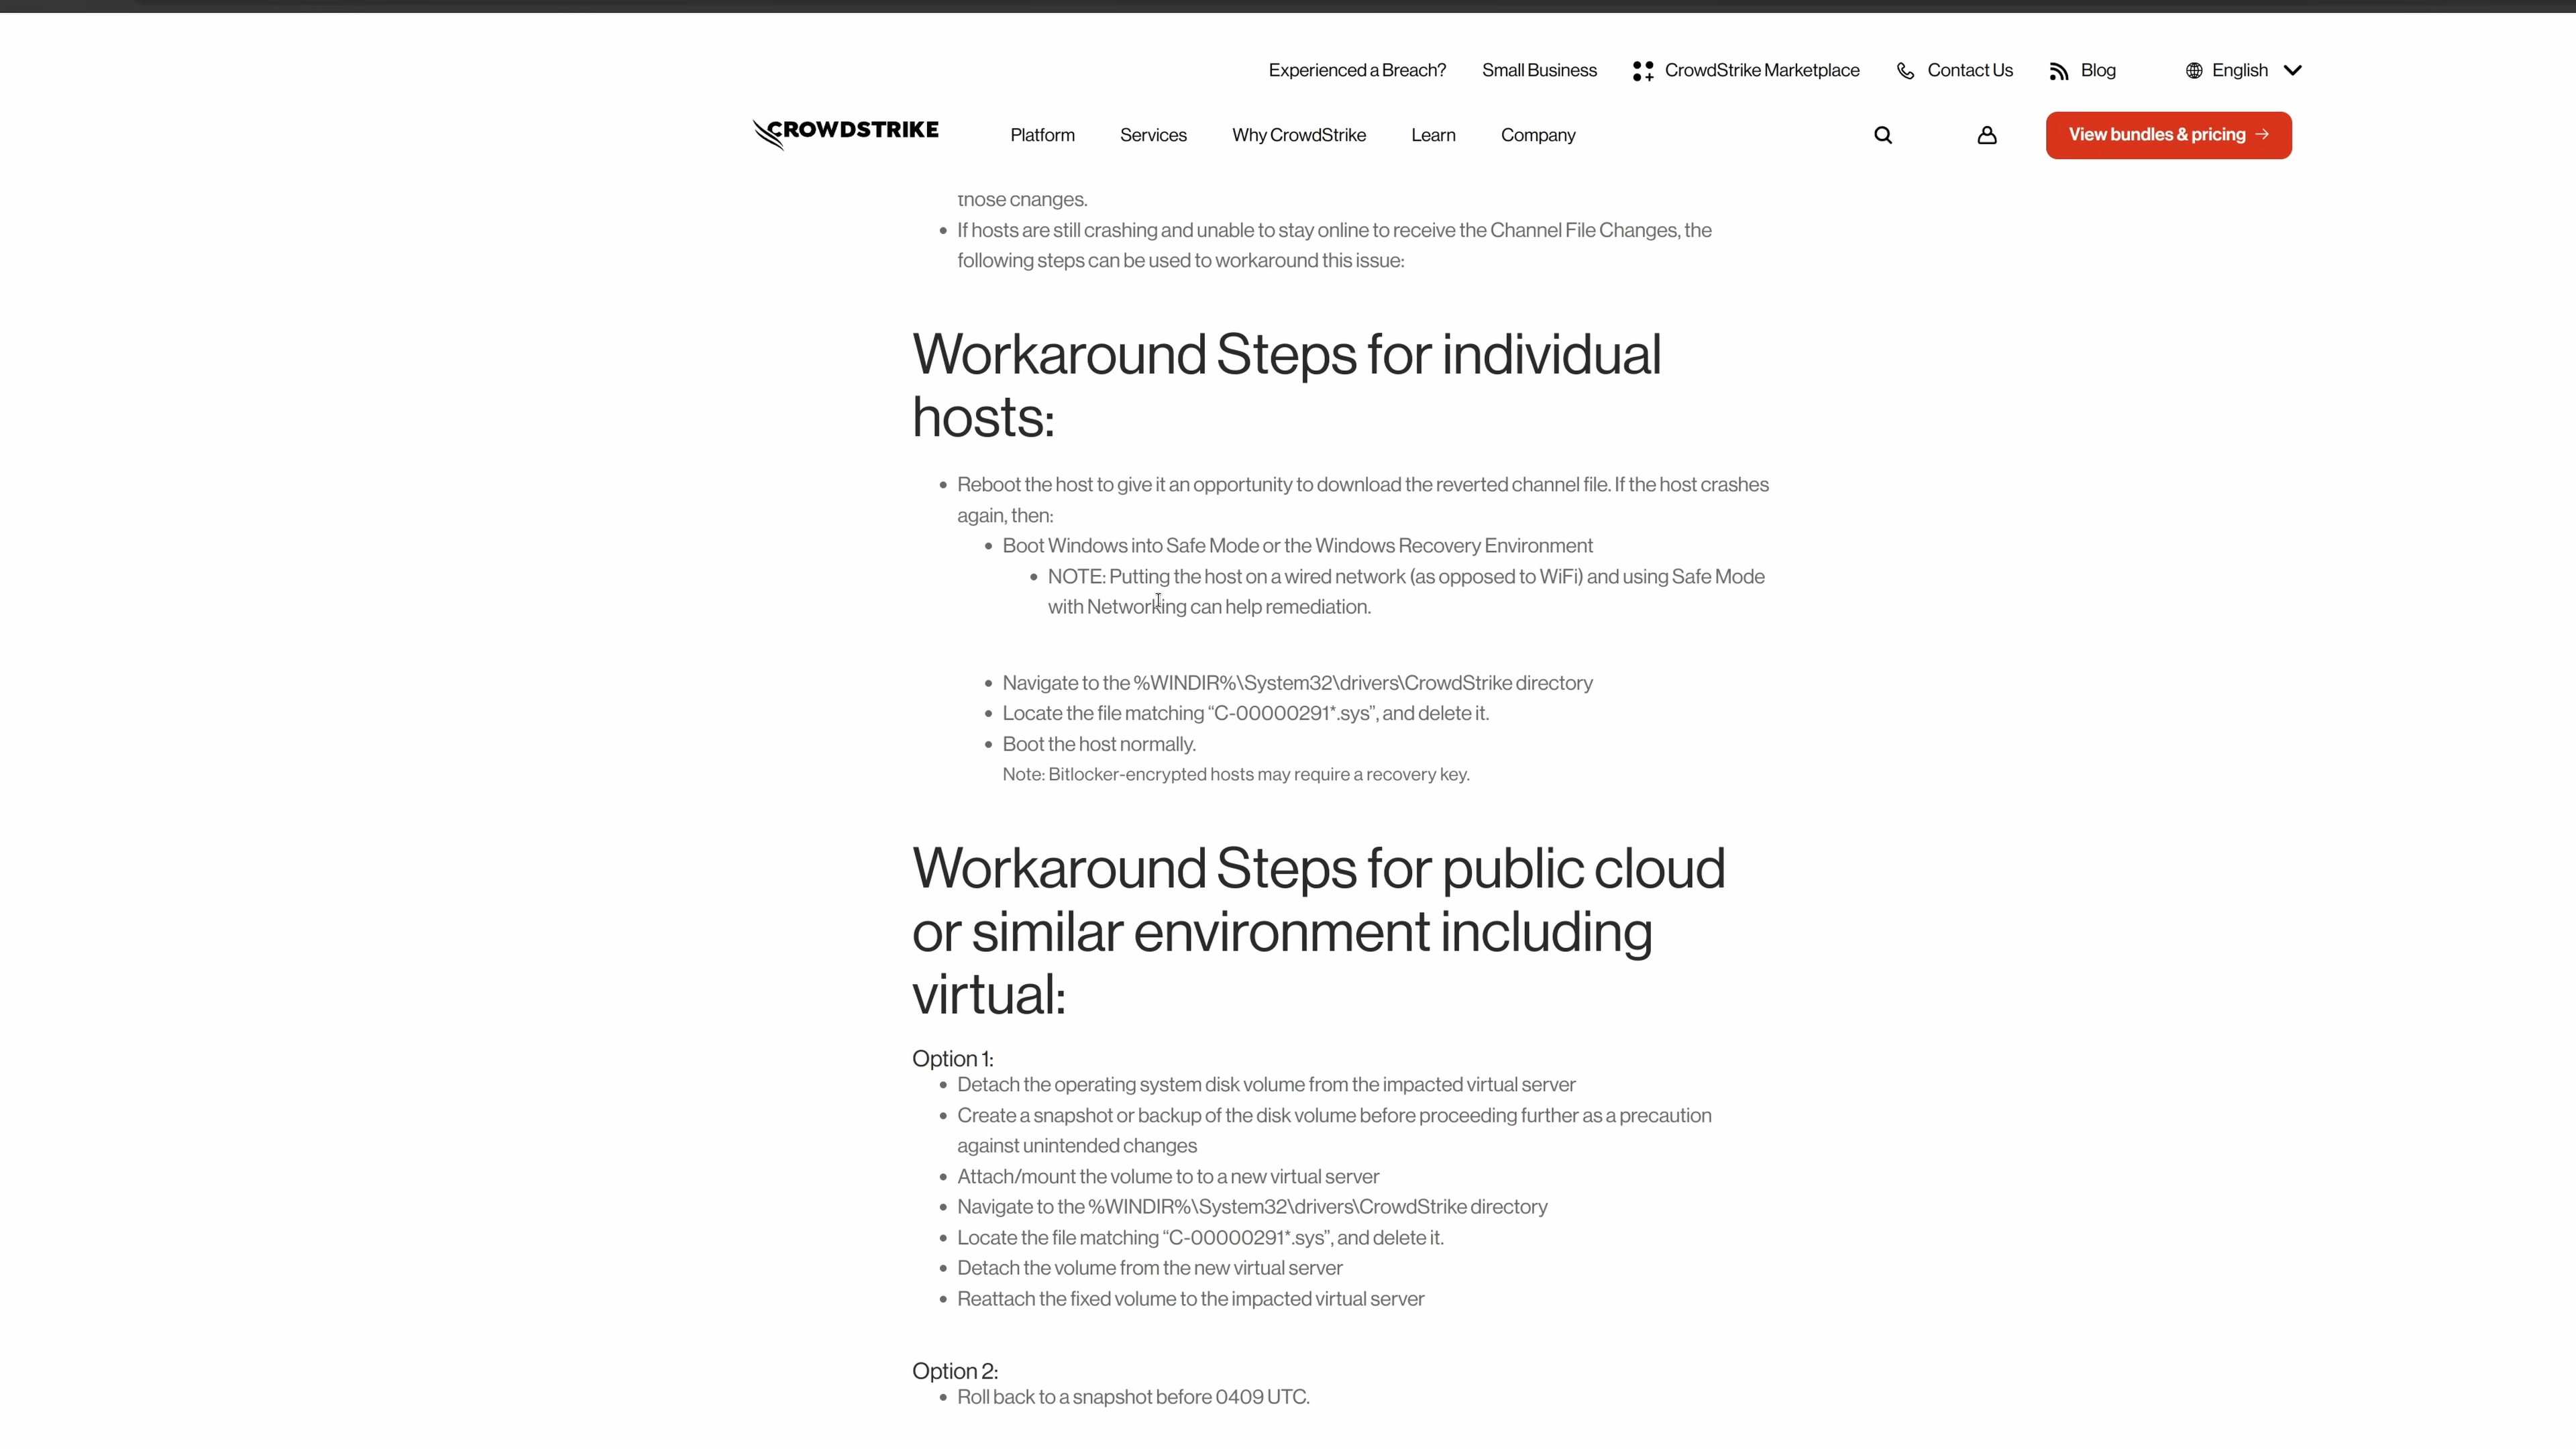 Experienced a Breach? Small Business CrowdStrike Marketplace Contact Us Blog English
CROWDSTRIKE Platform Services Why CrowdStrike Learn Company View bundles & pricing →
those changes.
• If hosts are still crashing and unable to stay online to receive the Channel File Changes, the
following steps can be used to workaround this issue:
Workaround Steps for individual
hosts:
• Reboot the host to give it an opportunity to download the reverted channel file. If the host crashes
again, then:
• Boot Windows into Safe Mode or the Windows Recovery Environment
• NOTE: Putting the host on a wired network (as opposed to WiFi) and using Safe Mode
with Networking can help remediation.
• Navigate to the %WINDIR%\System32\drivers\CrowdStrike directory
• Locate the file matching “C-00000291*.sys”, and delete it.
• Boot the host normally.
Note: Bitlocker-encrypted hosts may require a recovery key.
Workaround Steps for public cloud
or similar environment including
virtual:
Option 1:
• Detach the operating system disk volume from the impacted virtual server
• Create a snapshot or backup of the disk volume before proceeding further as a precaution
against unintended changes
• Attach/mount the volume to to a new virtual server
• Navigate to the %WINDIR%\System32\drivers\CrowdStrike directory
• Locate the file matching “C-00000291*.sys”, and delete it.
• Detach the volume from the new virtual server
• Reattach the fixed volume to the impacted virtual server
Option 2:
• Roll back to a snapshot before 0409 UTC.